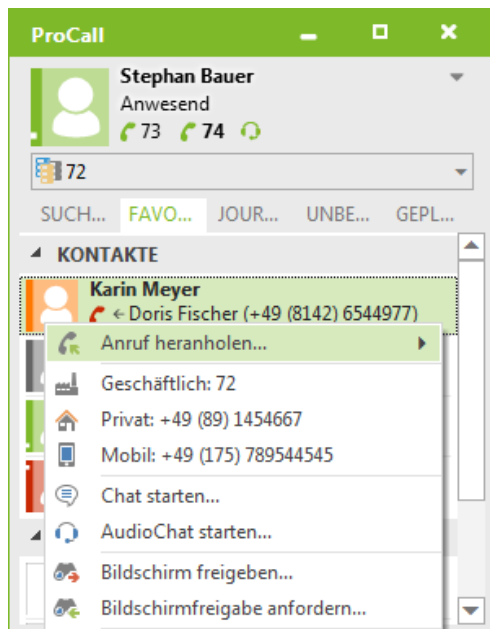 ProCall
Stephan Bauer
Anwesend
73 74
72
SUCH... FAVO... JOUR... UNBE... GEPL...
KONTAKTE
Karin Meyer
← Doris Fischer (+49 (8142) 6544977)
Anruf heranholen...
Geschäftlich: 72
Privat: +49 (89) 1454667
Mobil: +49 (175) 789544545
Chat starten...
AudioChat starten...
Bildschirm freigeben...
Bildschirmfreigabe anfordern...